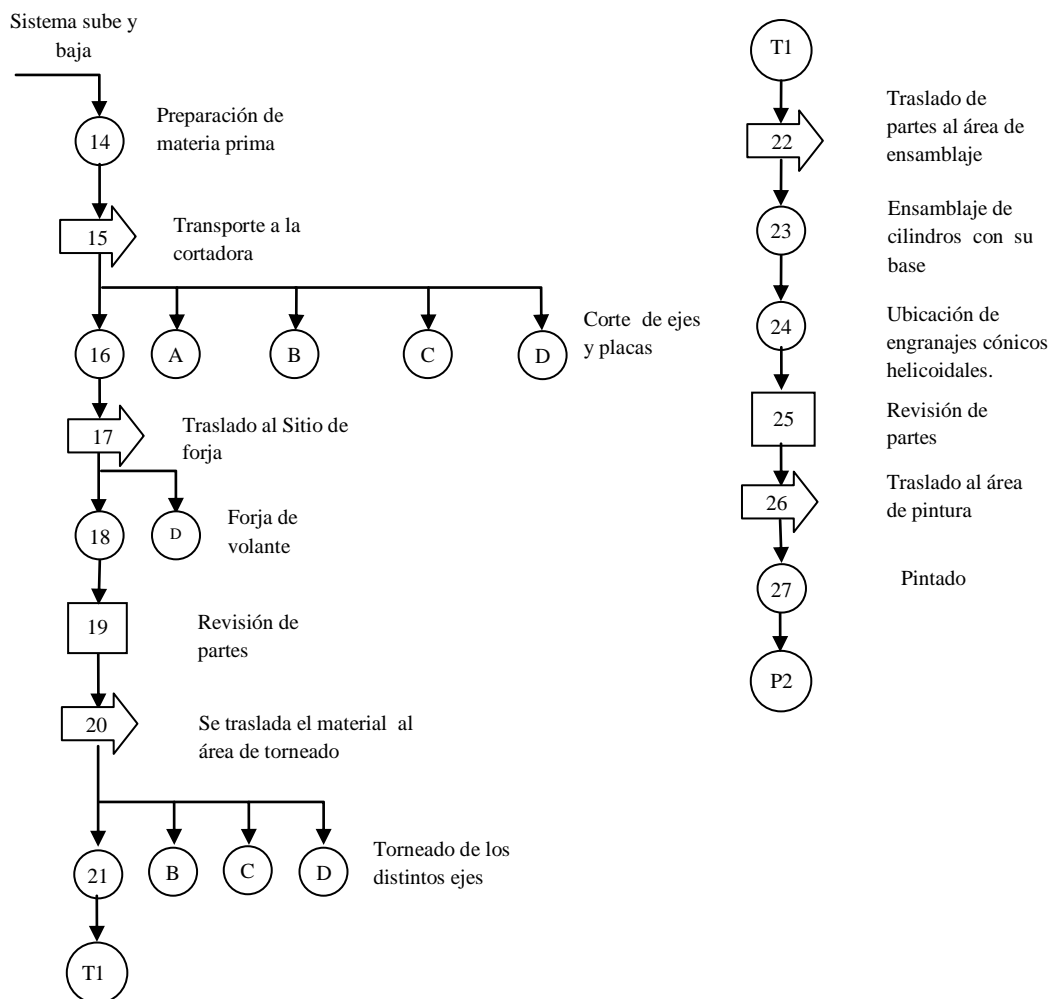 Sistema sube y
baja
14
Preparación de
materia prima
15
Transporte a la
cortadora
16
A
B
C
D
Corte de ejes
y placas
17
Traslado al Sitio de
forja
18
D
Forja de
volante
19
Revisión de
partes
20
Se traslada el material al
área de torneado
21
B
C
D
Torneado de los
distintos ejes
T1
T1
22
Traslado de
partes al área de
ensamblaje
23
Ensamblaje de
cilindros con su
base
24
Ubicación de
engranajes cónicos
helicoidales.
25
Revisión de
partes
26
Traslado al área
de pintura
27
Pintado
P2